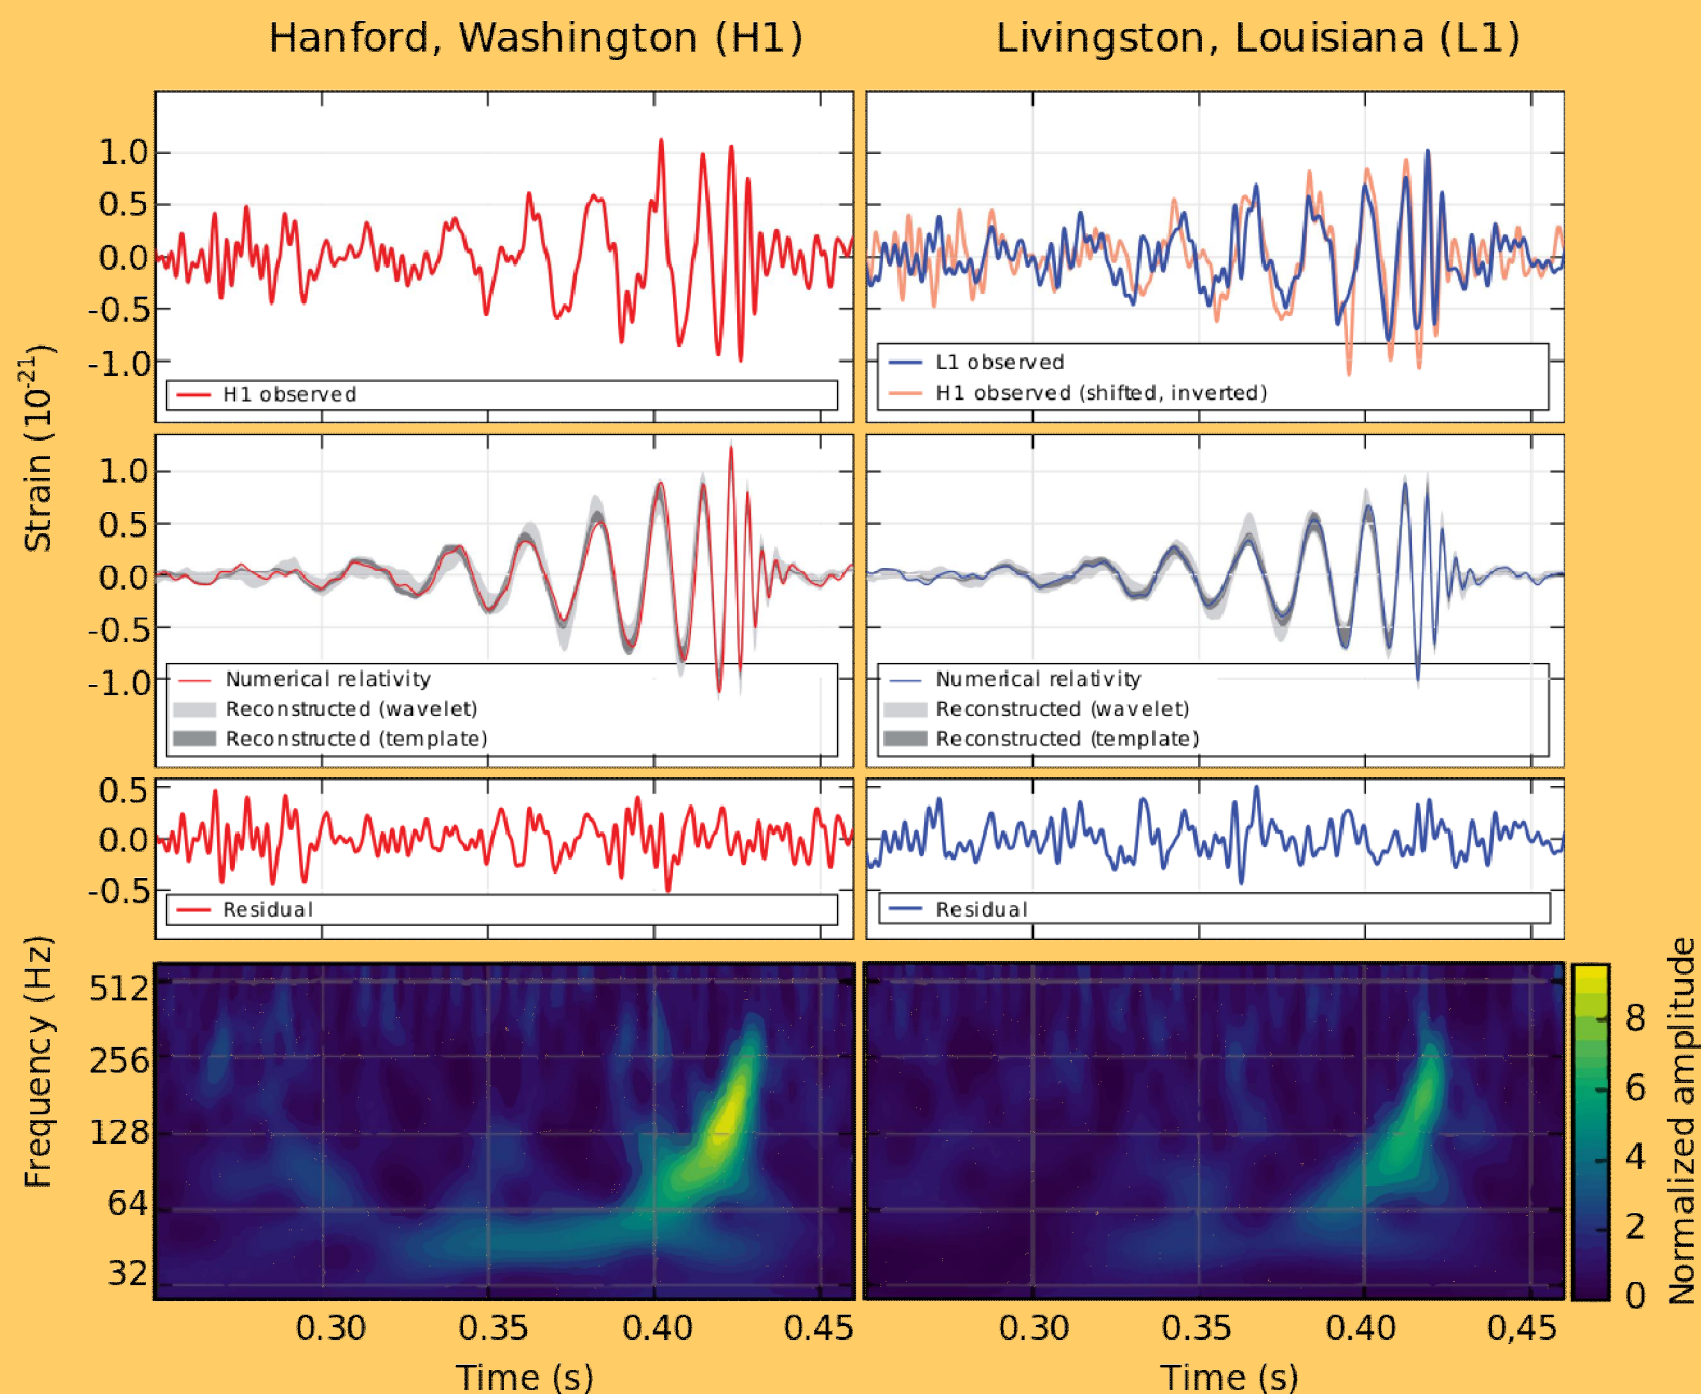 Hanford, Washington (H1)
Livingston, Louisiana (L1)
Strain (10-21)
1.0
0.5
0.0
-0.5
-1.0
H1 observed
L1 observed
H1 observed (shifted, inverted)
1.0
0.5
0.0
-0.5
-1.0
Numerical relativity
Reconstructed (wavelet)
Reconstructed (template)
Numerical relativity
Reconstructed (wavelet)
Reconstructed (template)
0.5
0.0
-0.5
Residual
Residual
Frequency (Hz)
512
256
128
64
32
Normalized amplitude
8
6
4
2
0
0.30 0.35 0.40 0.45
0.30 0.35 0.40 0,45
Time (s)
Time (s)